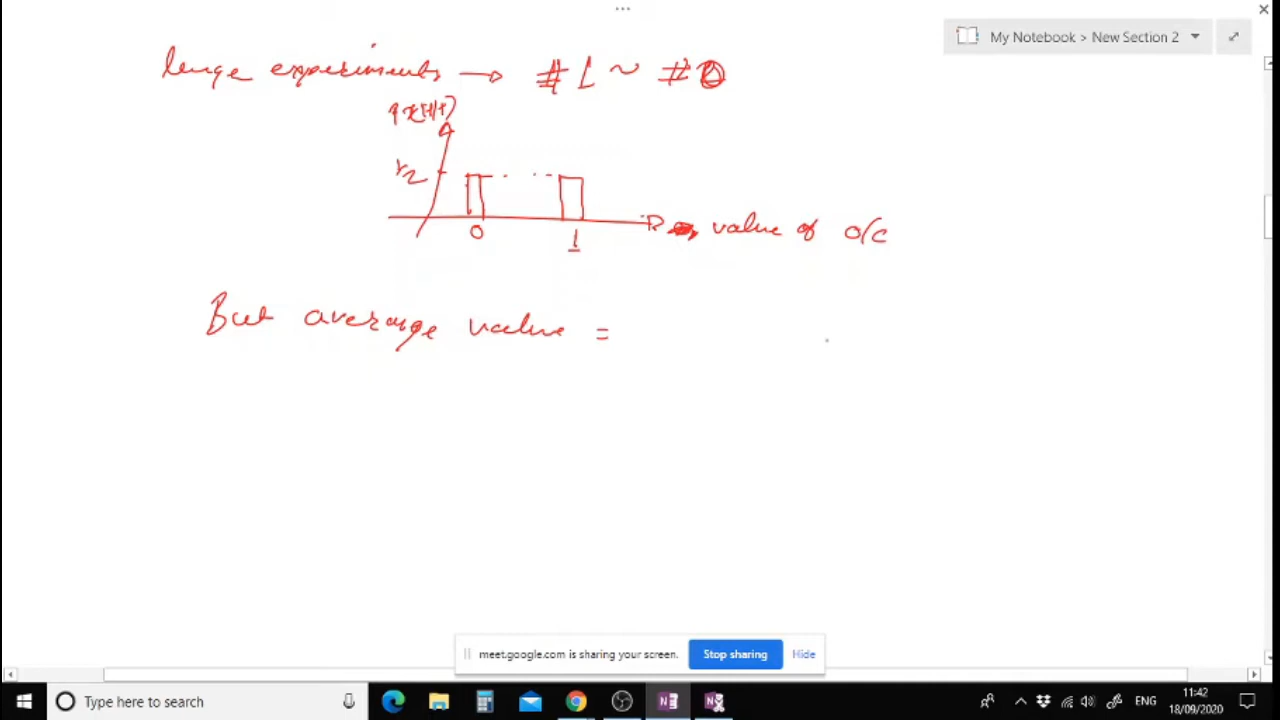 ...
My Notebook > New Section 2
large experiments → # 1 ~ # 0
1/2
0
1
value of o/c
But average value =
meet.google.com is sharing your screen.
Stop sharing
Hide
Type here to search
ENG
11:42
18/09/2020